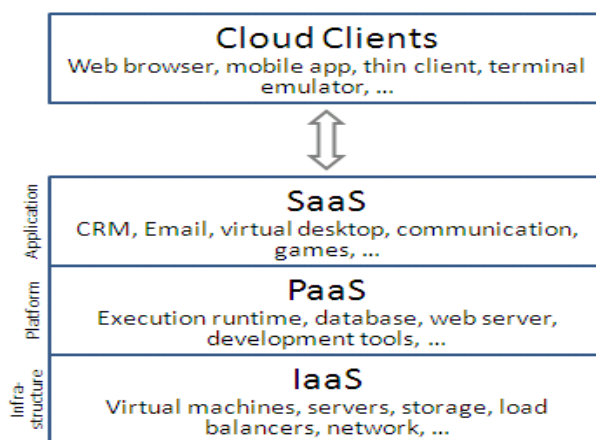 Cloud Clients
Web browser, mobile app, thin client, terminal
emulator, ...
Application
SaaS
CRM, Email, virtual desktop, communication,
games, ...
Platform
PaaS
Execution runtime, database, web server,
development tools, ...
Infra-
structure
IaaS
Virtual machines, servers, storage, load
balancers, network, ...